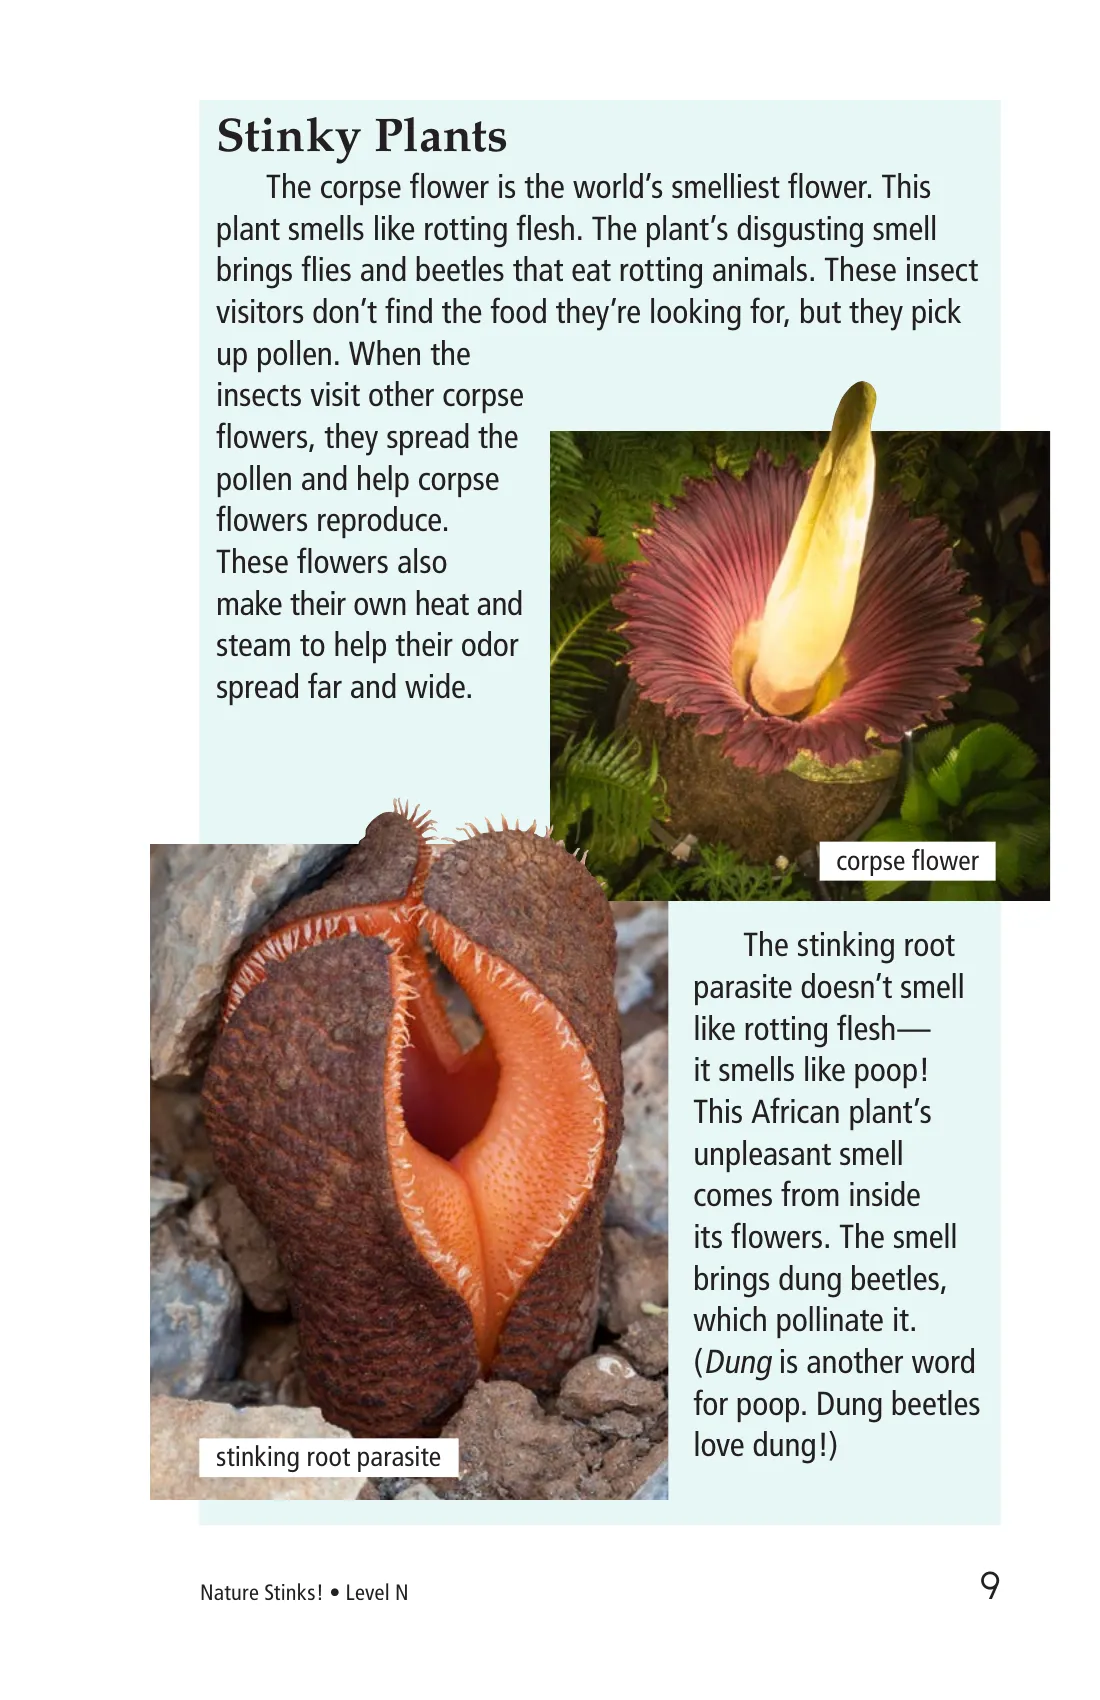 Stinky Plants
The corpse flower is the world’s smelliest flower. This
plant smells like rotting flesh. The plant’s disgusting smell
brings flies and beetles that eat rotting animals. These insect
visitors don’t find the food they’re looking for, but they pick
up pollen. When the
insects visit other corpse
flowers, they spread the
pollen and help corpse
flowers reproduce.
These flowers also
make their own heat and
steam to help their odor
spread far and wide.
corpse flower
The stinking root
parasite doesn’t smell
like rotting flesh—
it smells like poop!
This African plant’s
unpleasant smell
comes from inside
its flowers. The smell
brings dung beetles,
which pollinate it.
(Dung is another word
for poop. Dung beetles
love dung!)
stinking root parasite
Nature Stinks! • Level N
9